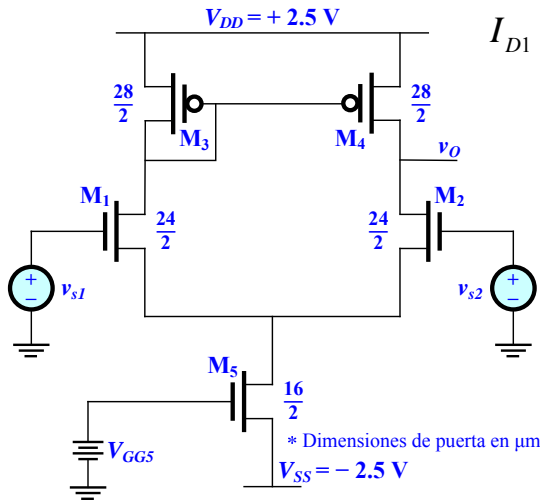 V_DD = + 2.5 V
I_D1
28/2
M3
M4
28/2
v_O
M1
24/2
24/2
M2
+
−
v_s1
v_s2
+
−
M5
16/2
* Dimensiones de puerta en μm
V_GG5
V_SS = − 2.5 V